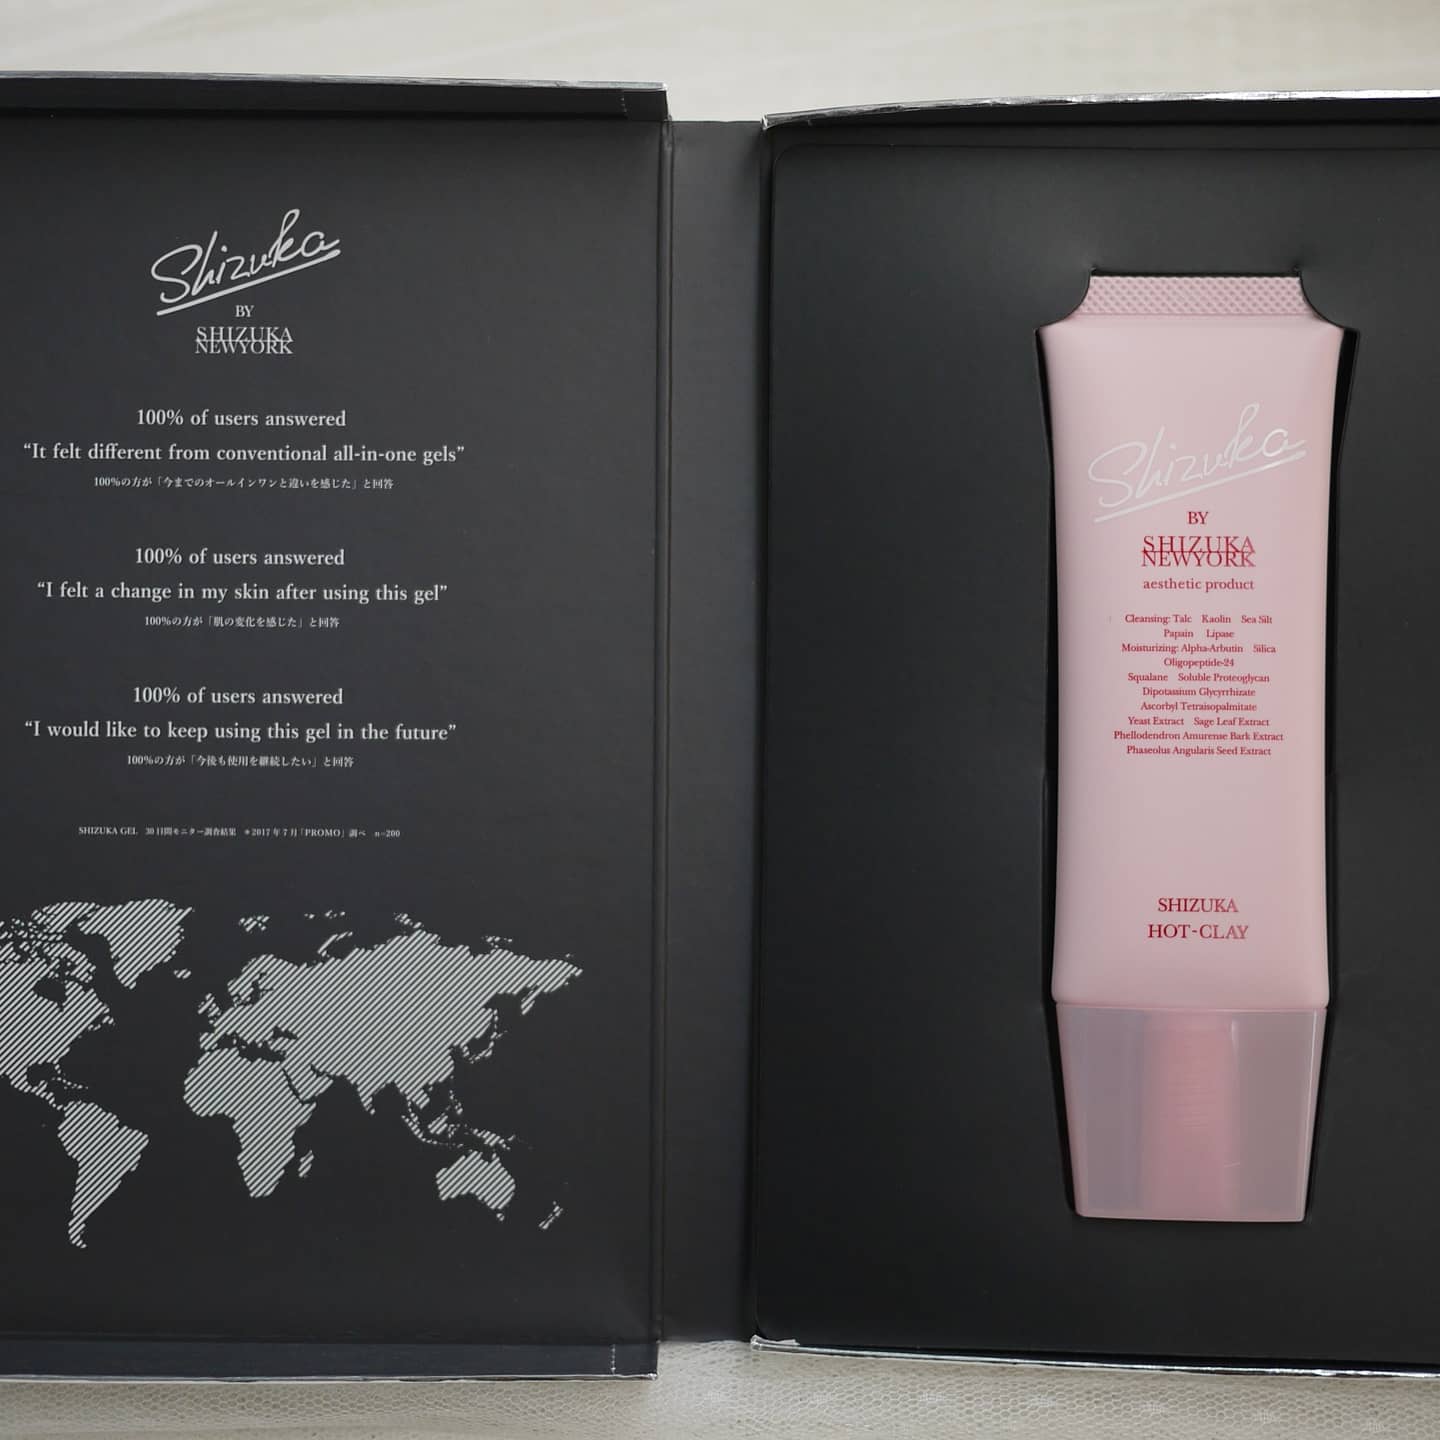 Shizuka
BY
SHIZUKA
NEWYORK
100% of users answered
“It felt different from conventional all-in-one gels”
100%の方が「今までのオールインワンと違いを感じた」と回答
100% of users answered
“I felt a change in my skin after using this gel”
100%の方が「肌の変化を感じた」と回答
100% of users answered
“I would like to keep using this gel in the future”
100%の方が「今後も使用を継続したい」と回答
SHIZUKA GEL 30日間モニター調査結果 *2017年7月「PROMO」調べ n=200
Shizuka
BY
SHIZUKA
NEWYORK
aesthetic product
Cleansing: Talc Kaolin Sea Silt
Papain Lipase
Moisturizing: Alpha-Arbutin Silica
Oligopeptide-24
Squalane Soluble Proteoglycan
Dipotassium Glycyrrhizate
Ascorbyl Tetraisopalmitate
Yeast Extract Sage Leaf Extract
Phellodendron Amurense Bark Extract
Phaseolus Angularis Seed Extract
SHIZUKA
HOT-CLAY